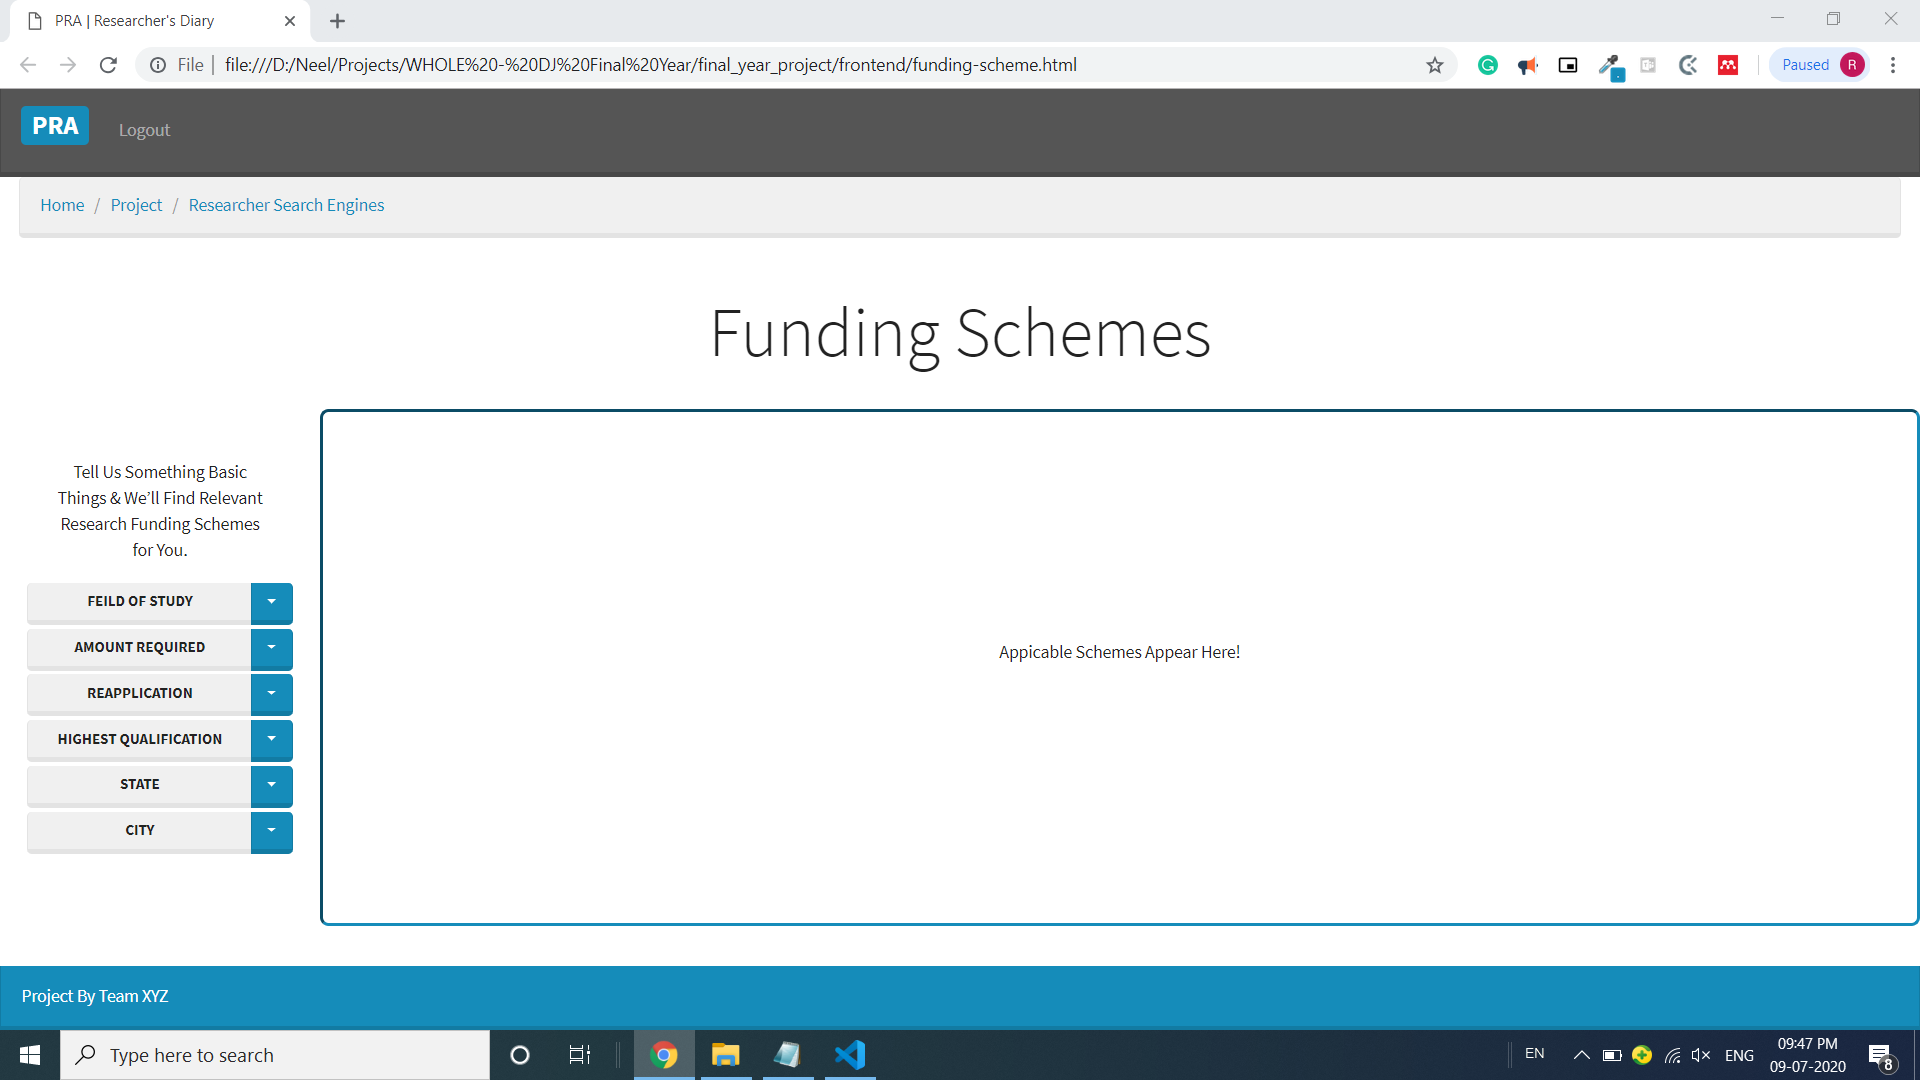 PRA | Researcher's Diary
File | file:///D:/Neel/Projects/WHOLE%20-%20DJ%20Final%20Year/final_year_project/frontend/funding-scheme.html
Paused R
PRA Logout
Home / Project / Researcher Search Engines
Funding Schemes
Tell Us Something Basic
Things & We’ll Find Relevant
Research Funding Schemes
for You.
FEILD OF STUDY
AMOUNT REQUIRED
REAPPLICATION
HIGHEST QUALIFICATION
STATE
CITY
Appicable Schemes Appear Here!
Project By Team XYZ
Type here to search
EN
ENG
09:47 PM
09-07-2020
8